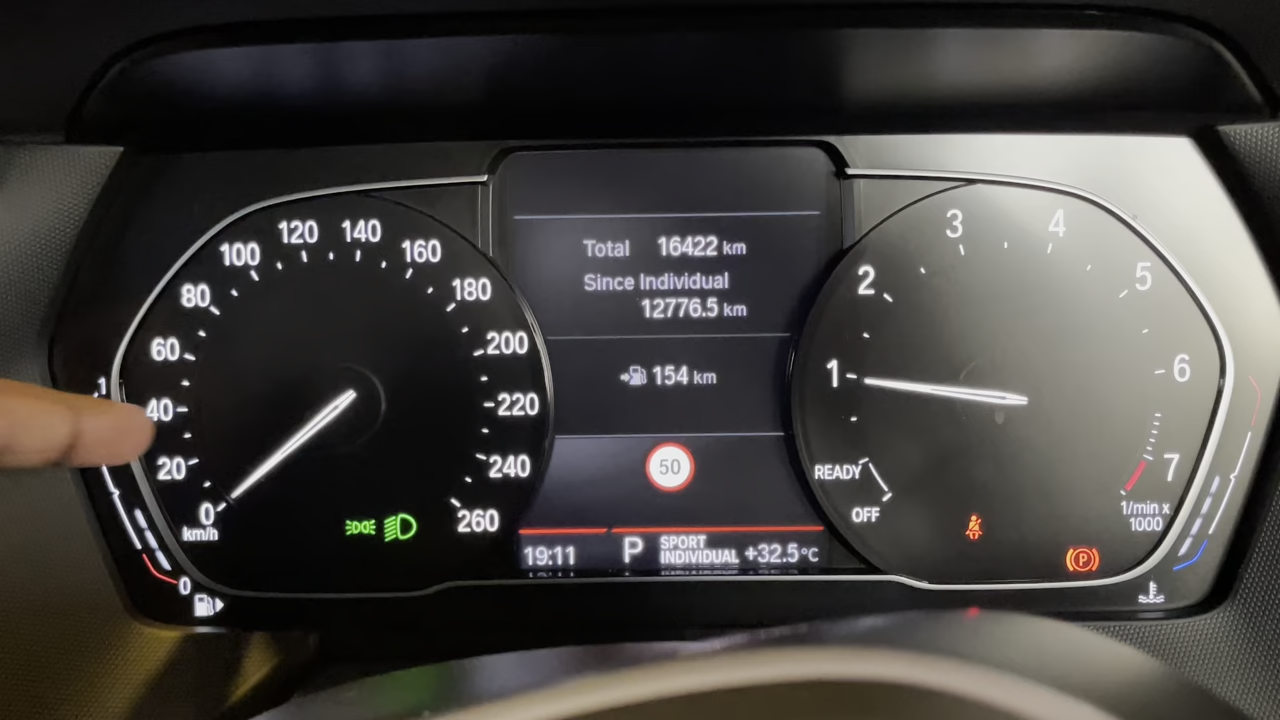 120 140
100 160
80 180
60 200
40 220
20 240
0 260
km/h
1
0
Total 16422 km
Since Individual
12776.5 km
154 km
50
19:11 P SPORT INDIVIDUAL +32.5°C
3 4
2 5
1 6
7
READY
OFF
1/min x
1000
P